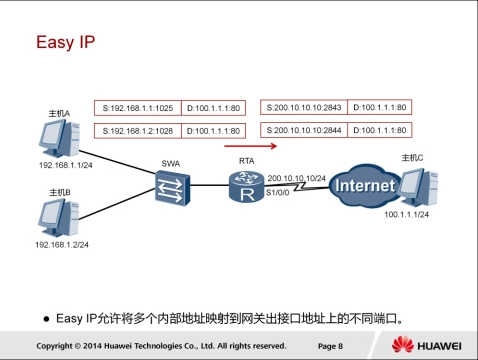 Easy IP
S:192.168.1.1:1025 D:100.1.1.1:80 S:200.10.10.10:2843 D:100.1.1.1:80
S:192.168.1.2:1028 D:100.1.1.1:80 S:200.10.10.10:2844 D:100.1.1.1:80
主机A
192.168.1.1/24
SWA
RTA
R
200.10.10.10/24
S1/0/0
Internet
主机C
100.1.1.1/24
主机B
192.168.1.2/24
● Easy IP允许将多个内部地址映射到网关出接口地址上的不同端口。
Copyright © 2014 Huawei Technologies Co., Ltd. All rights reserved. Page 8 HUAWEI